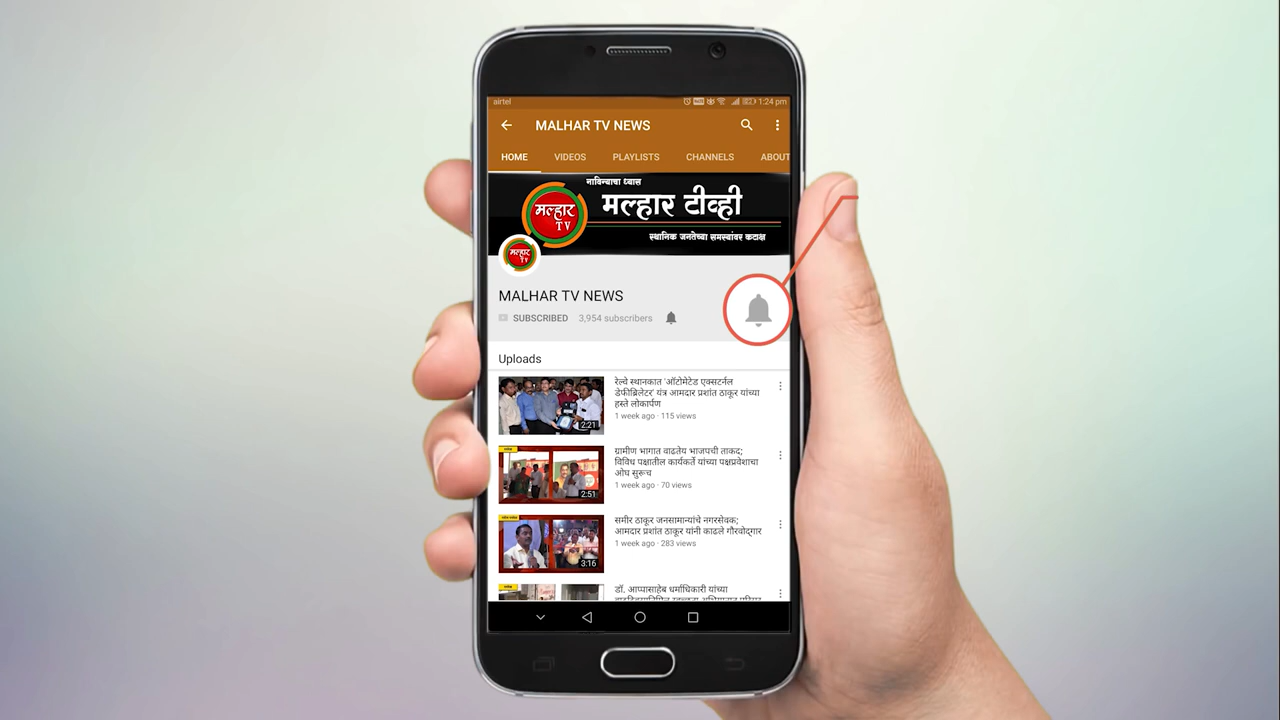 airtel 1:24 pm
MALHAR TV NEWS
HOME VIDEOS PLAYLISTS CHANNELS ABOUT
नाविन्याचा ध्यास
मल्हार टीव्ही
मल्हार
TV
स्थानिक जनतेच्या समस्यांवर कटाक्ष
मल्हार
TV
MALHAR TV NEWS
SUBSCRIBED 3,954 subscribers
Uploads
रेल्वे स्थानकात 'ऑटोमेटेड एक्सटर्नल
डेफीब्रिलेटर' यंत्र आमदार प्रशांत ठाकूर यांच्या
हस्ते लोकार्पण
1 week ago · 115 views
2:21
ग्रामीण भागात वाढतेय भाजपची ताकद;
विविध पक्षातील कार्यकर्ते यांच्या पक्षप्रवेशाचा
ओघ सुरूच
1 week ago · 70 views
2:51
समीर ठाकूर जनसामान्यांचे नगरसेवक;
आमदार प्रशांत ठाकूर यांनी काढले गौरवोद्गार
1 week ago · 283 views
3:16
डॉ. आप्पासाहेब धर्माधिकारी यांच्या